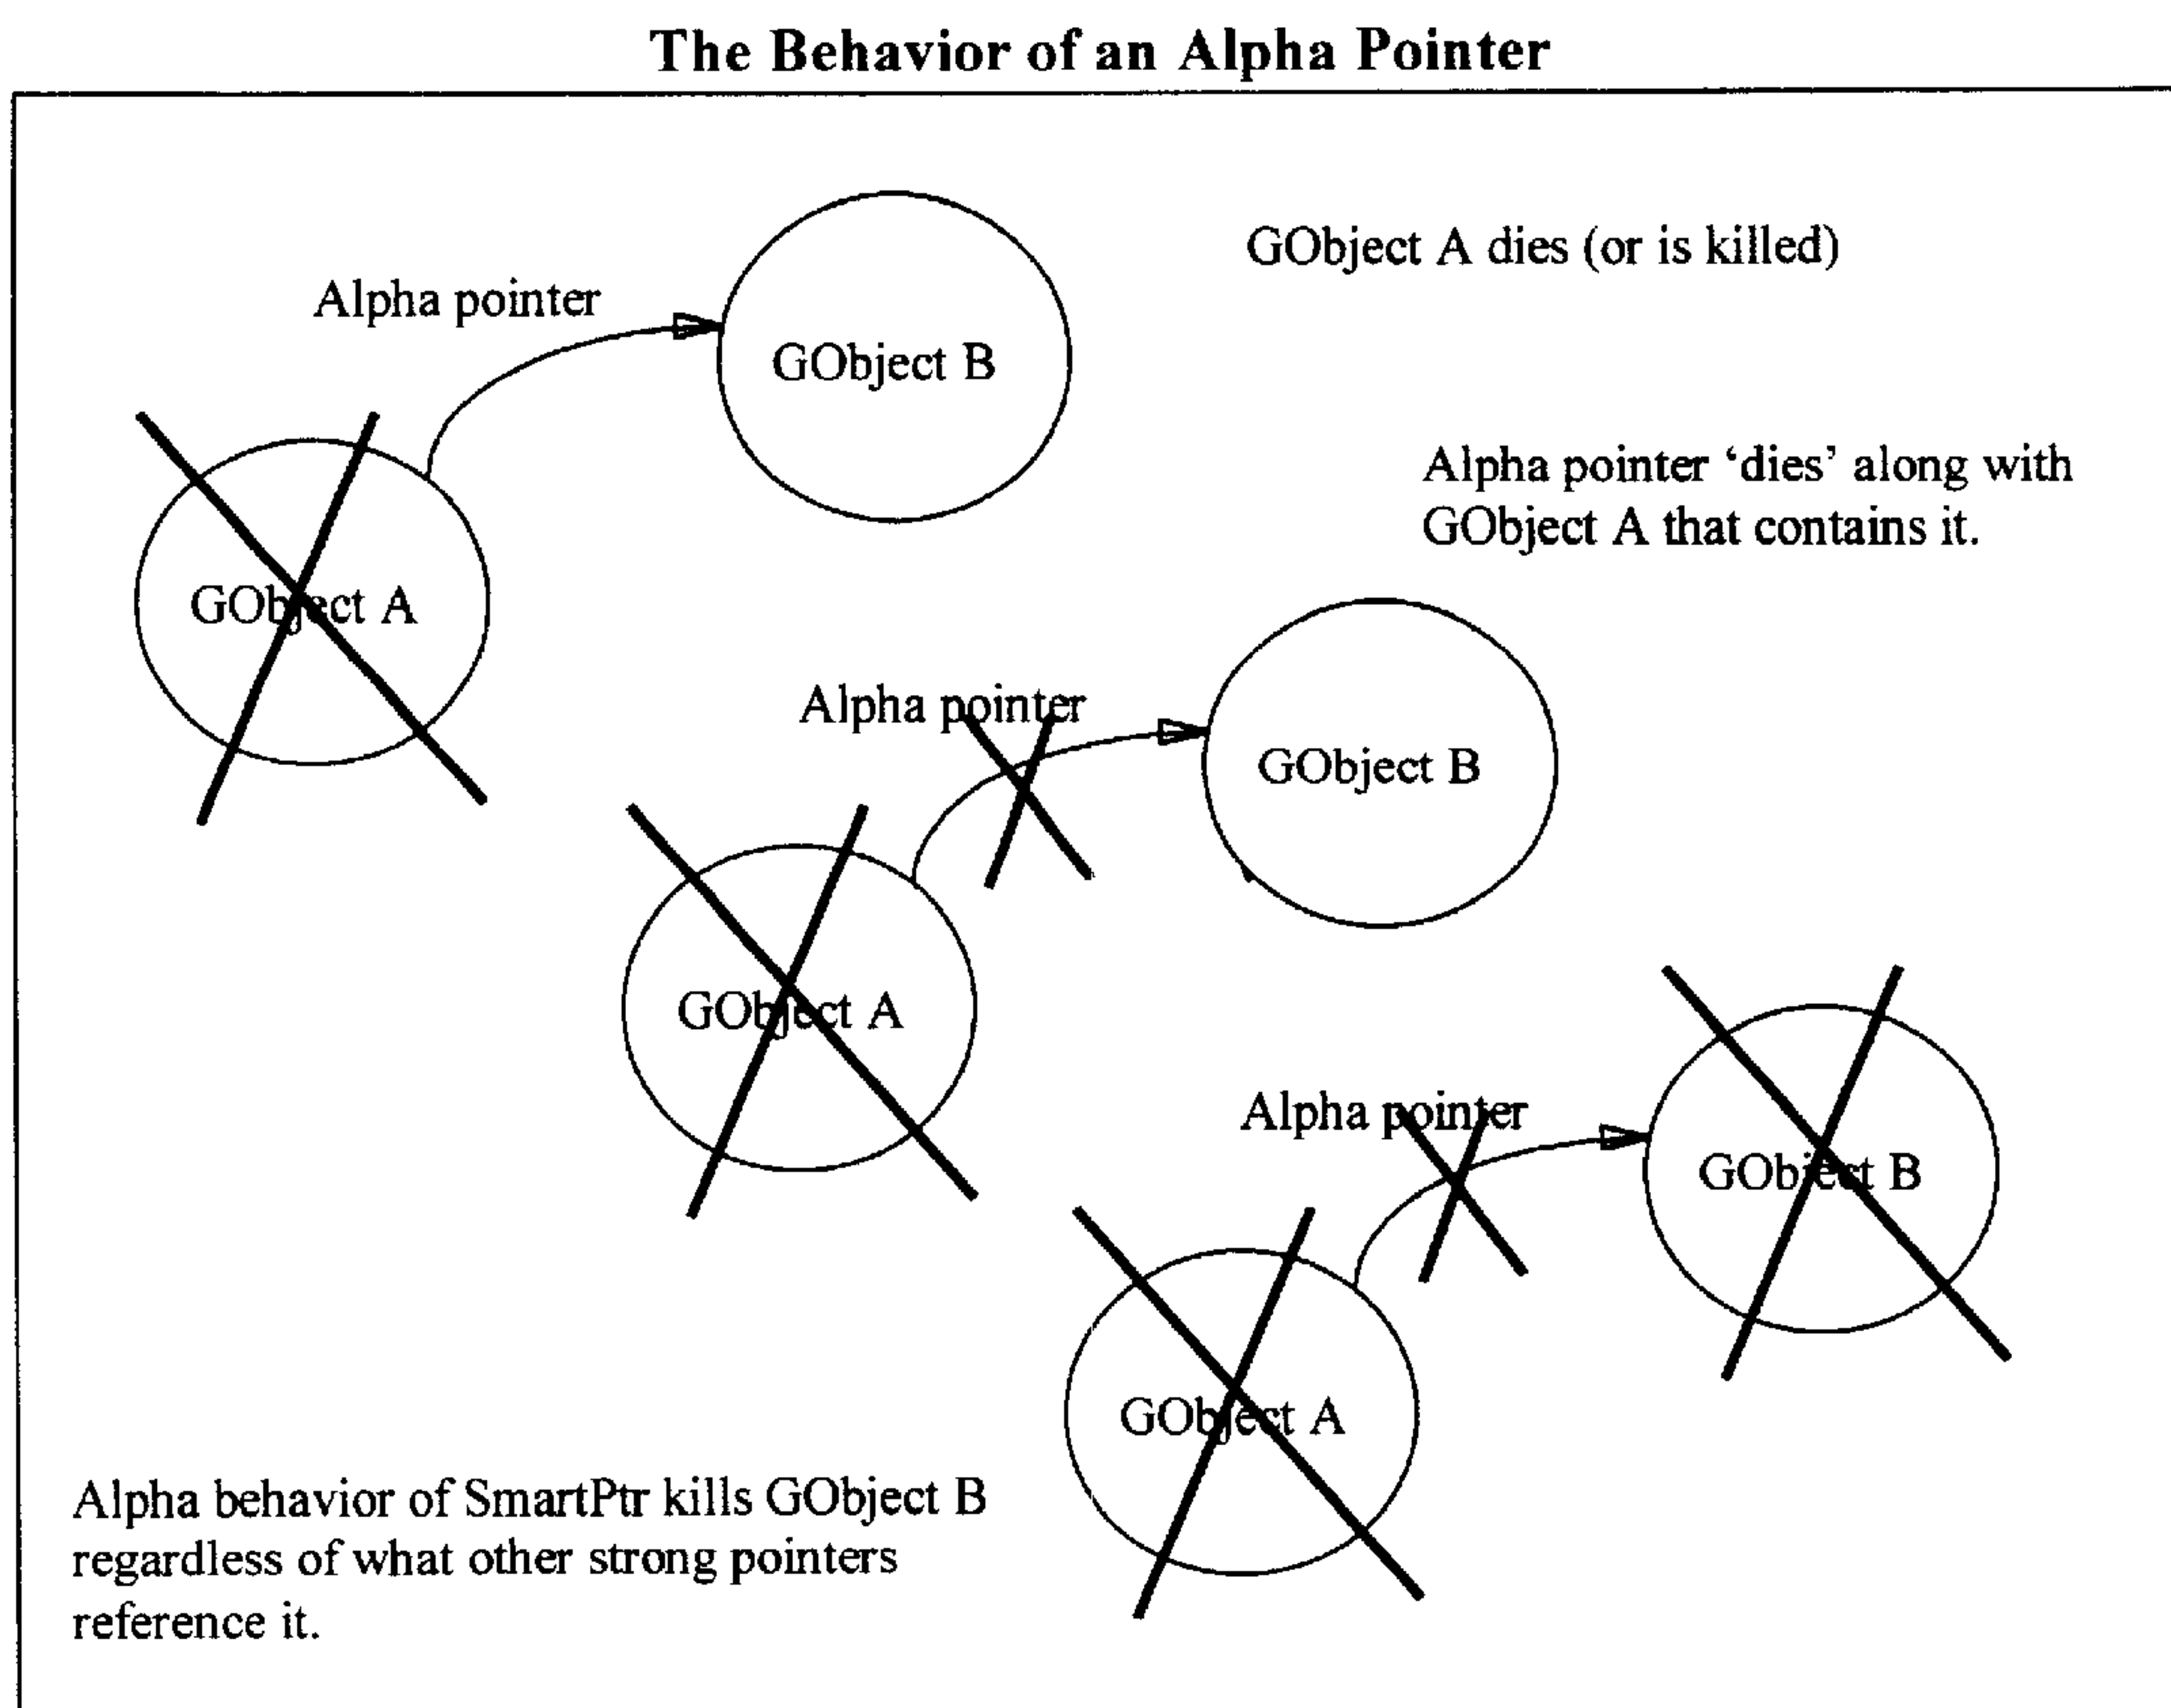 The Behavior of an Alpha Pointer
GObject A dies (or is killed)
Alpha pointer
GObject B
Alpha pointer ‘dies’ along with
GObject A that contains it.
GObject A
Alpha pointer
GObject B
GObject A
Alpha pointer
GObject B
GObject A
Alpha behavior of SmartPtr kills GObject B
regardless of what other strong pointers
reference it.